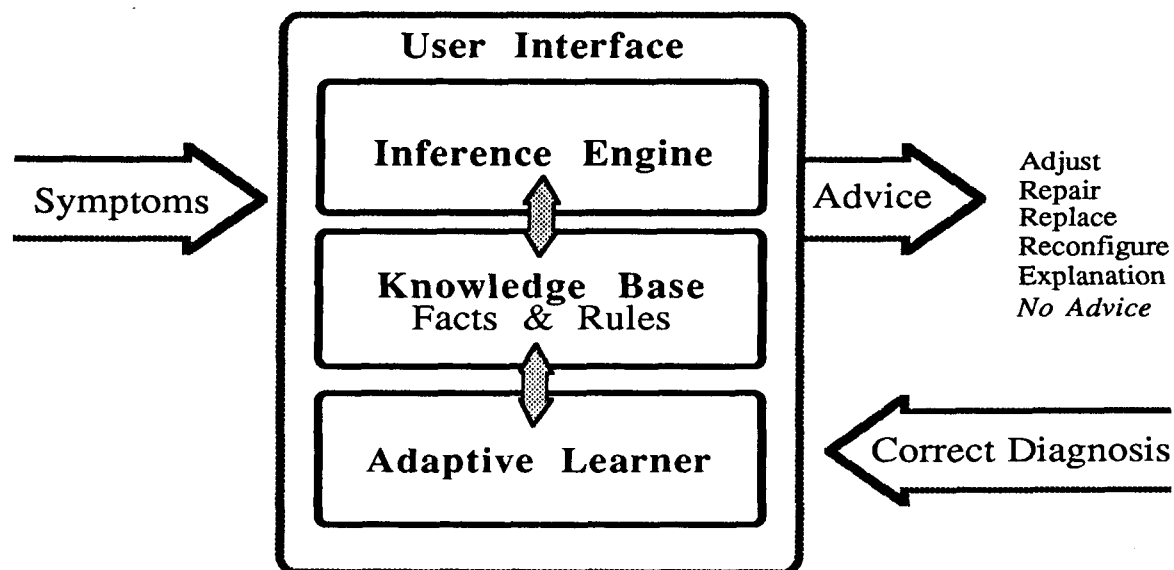 User Interface
Inference Engine
Symptoms
Advice
Adjust
Repair
Replace
Reconfigure
Explanation
No Advice
Knowledge Base
Facts & Rules
Adaptive Learner
Correct Diagnosis